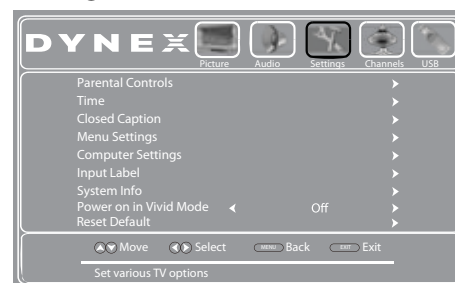 DYNEX
Picture Audio Settings Channels USB
Parental Controls
Time
Closed Caption
Menu Settings
Computer Settings
Input Label
System Info
Power on in Vivid Mode Off
Reset Default
Move Select MENU Back EXIT Exit
Set various TV options